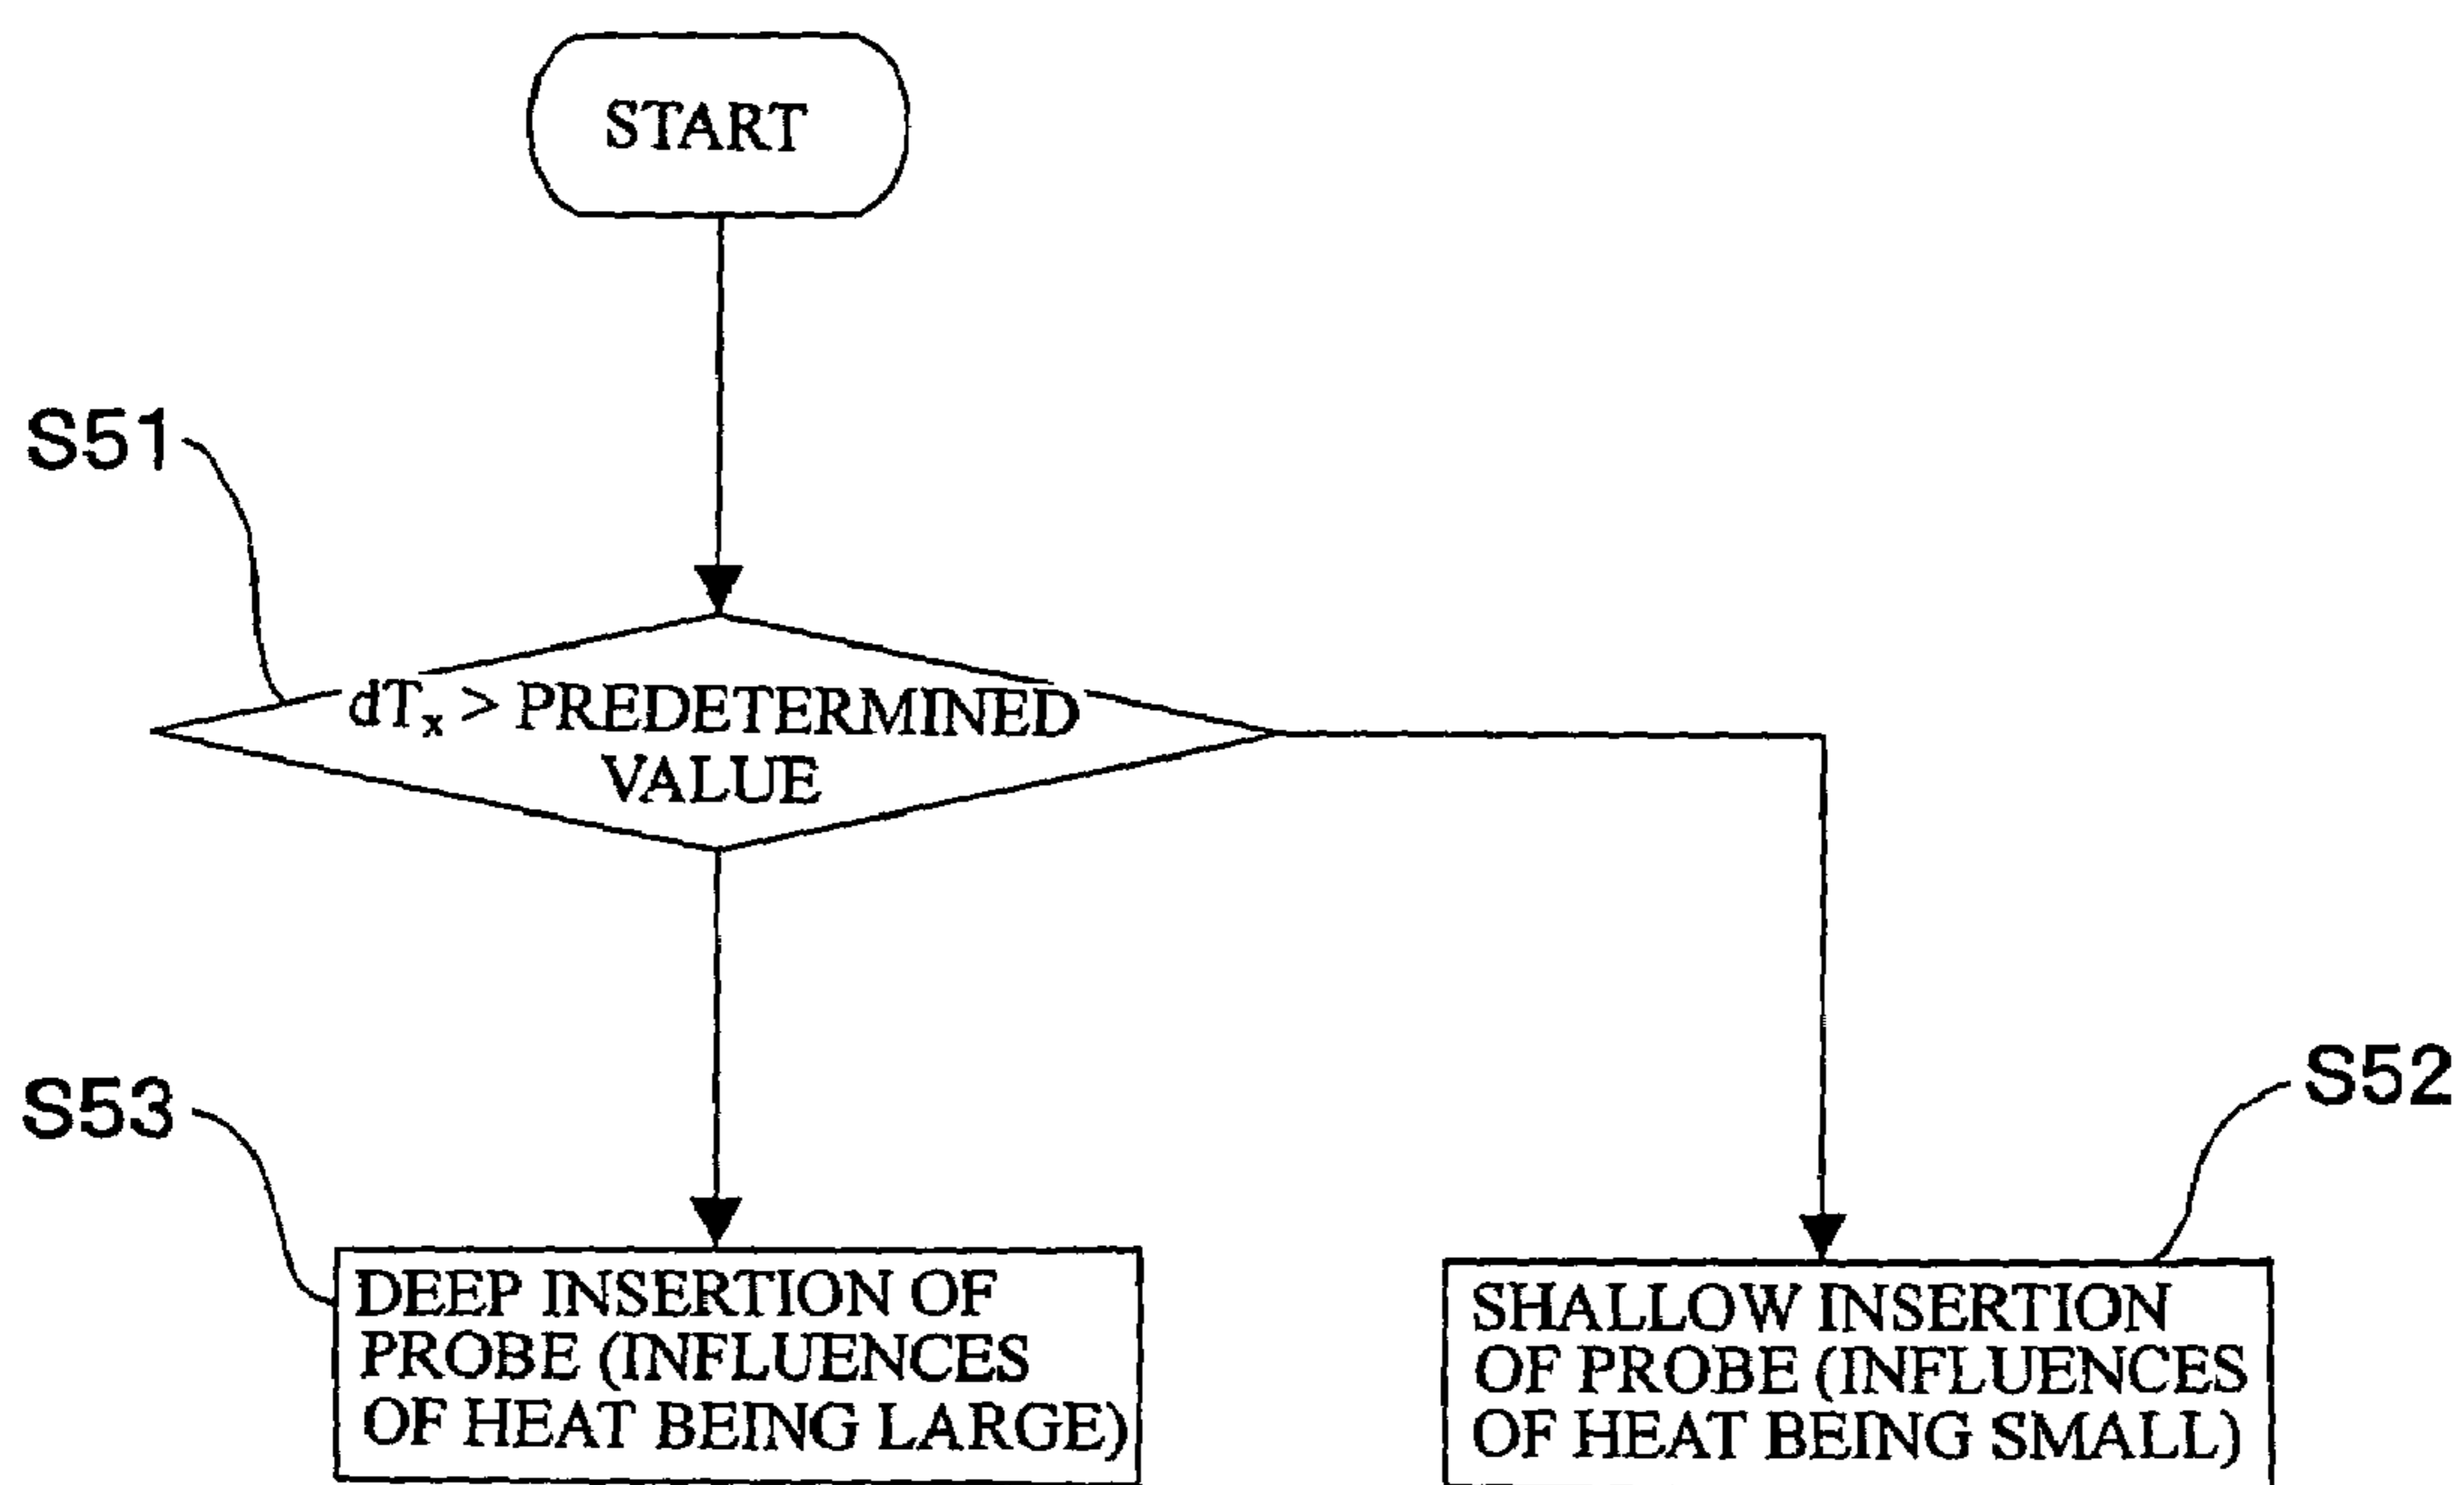 START
S51
dTx > PREDETERMINED
VALUE
S53
DEEP INSERTION OF
PROBE (INFLUENCES
OF HEAT BEING LARGE)
S52
SHALLOW INSERTION
OF PROBE (INFLUENCES
OF HEAT BEING SMALL)